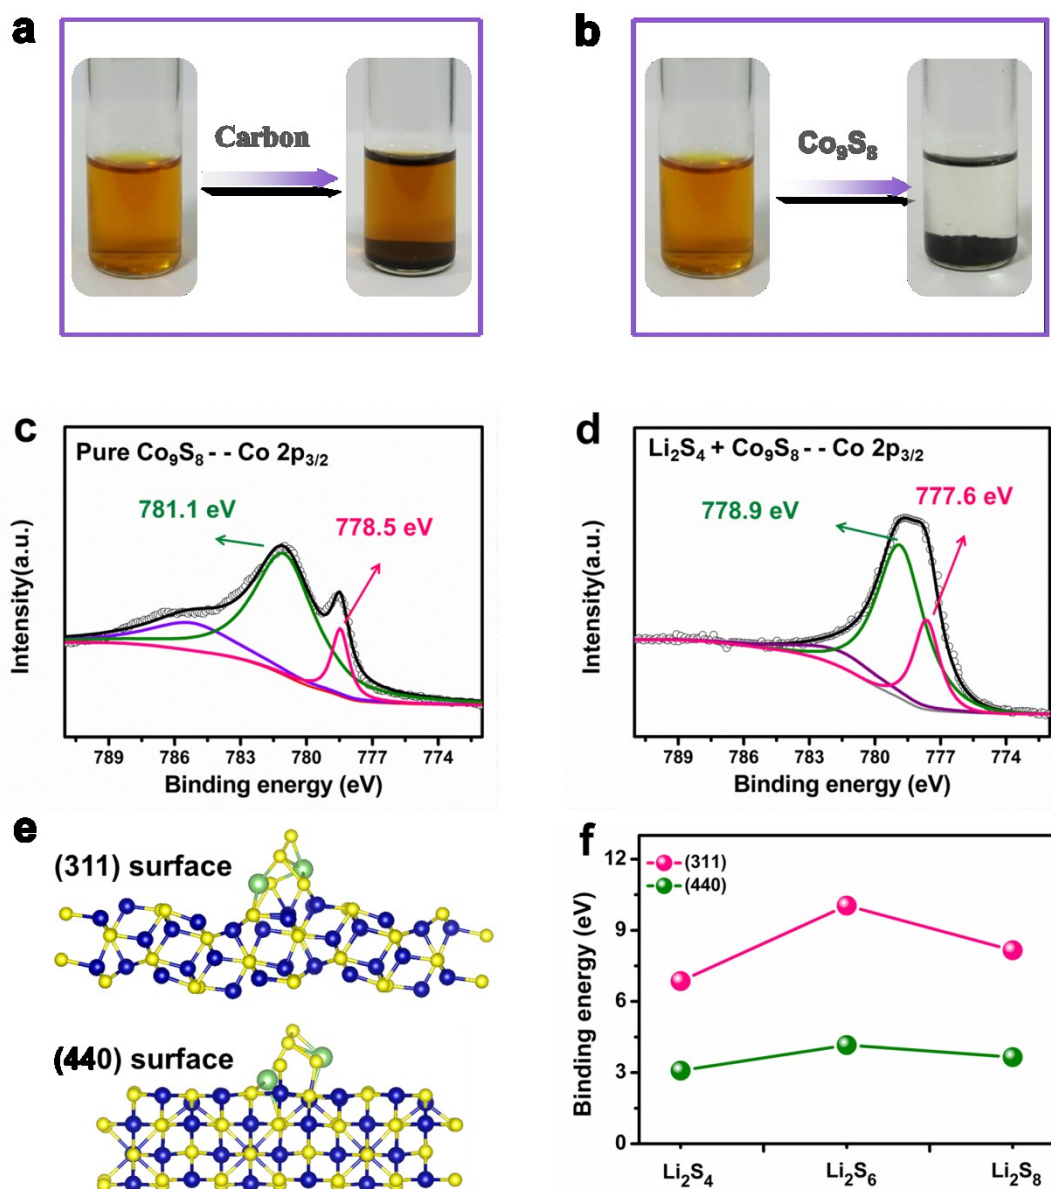 a
Carbon
b
Co₉S₈
c
Pure Co₉S₈ - - Co 2p₃/₂
781.1 eV
778.5 eV
Intensity(a.u.)
789 786 783 780 777 774
Binding energy (eV)
d
Li₂S₄ + Co₉S₈ - - Co 2p₃/₂
778.9 eV
777.6 eV
Intensity(a.u.)
789 786 783 780 777 774
Binding energy (eV)
e
(311) surface
(440) surface
f
(311)
(440)
Binding energy (eV)
12
9
6
3
0
Li₂S₄ Li₂S₆ Li₂S₈